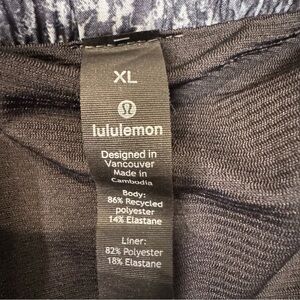 XL
lululemon
Designed in
Vancouver
Made in
Cambodia
Body:
86% Recycled
polyester
14% Elastane
Liner:
82% Polyester
18% Elastane